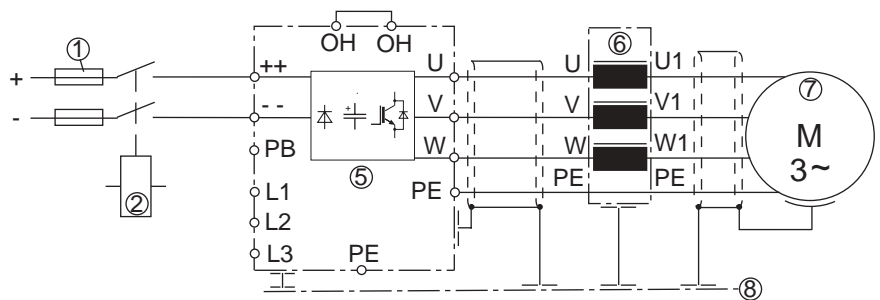 OH OH
① ++ U U ⑥ U1 ⑦
+
- - - V V V1 M
PB W W W1 3~
⑤ PE PE PE
L1
② L2
L3 PE
⑧